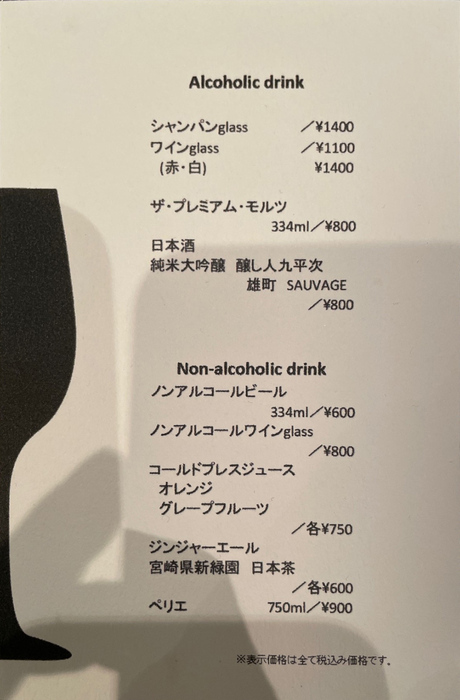 Alcoholic drink
シャンパンglass ／¥1400
ワインglass ／¥1100
(赤・白) ¥1400
ザ・プレミアム・モルツ
334ml／¥800
日本酒
純米大吟醸 醸し人九平次
雄町 SAUVAGE
／¥800
Non-alcoholic drink
ノンアルコールビール
334ml／¥600
ノンアルコールワインglass
／¥800
コールドプレスジュース
オレンジ
グレープフルーツ
／各¥750
ジンジャーエール
宮崎県新緑園 日本茶
／各¥600
ペリエ 750ml／¥900
※表示価格は全て税込み価格です。